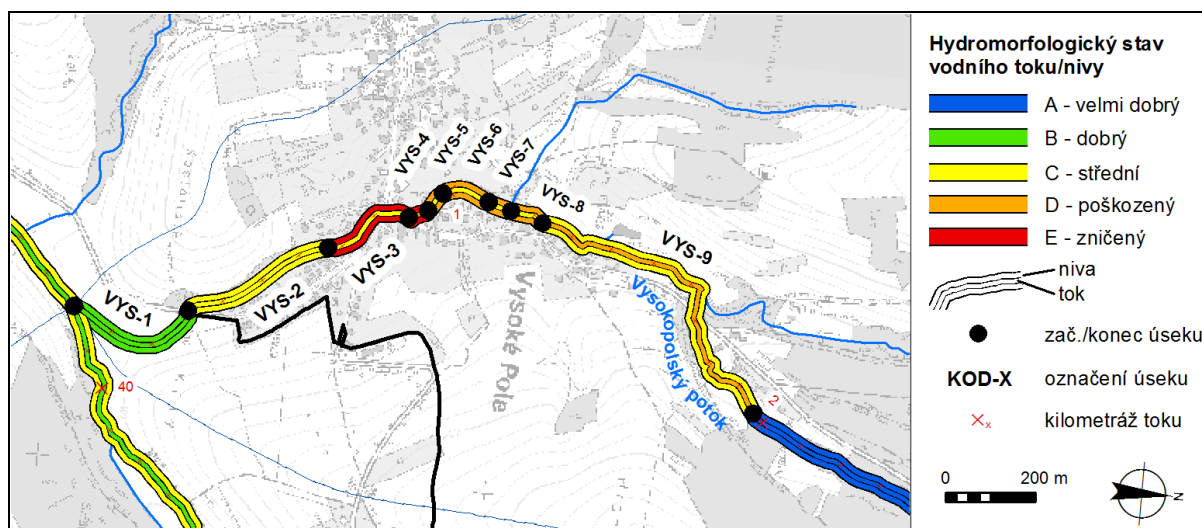 VYS-1
VYS-2
VYS-3
VYS-4
VYS-5
VYS-6
VYS-7
VYS-8
VYS-9
40
1
2
Vysoké Pole
Vysokopolský potok
Hydromorfologický stav
vodního toku/nivy
A - velmi dobrý
B - dobrý
C - střední
D - poškozený
E - zničený
niva
tok
zač./konec úseku
KOD-X označení úseku
x kilometráž toku
0 200 m
N